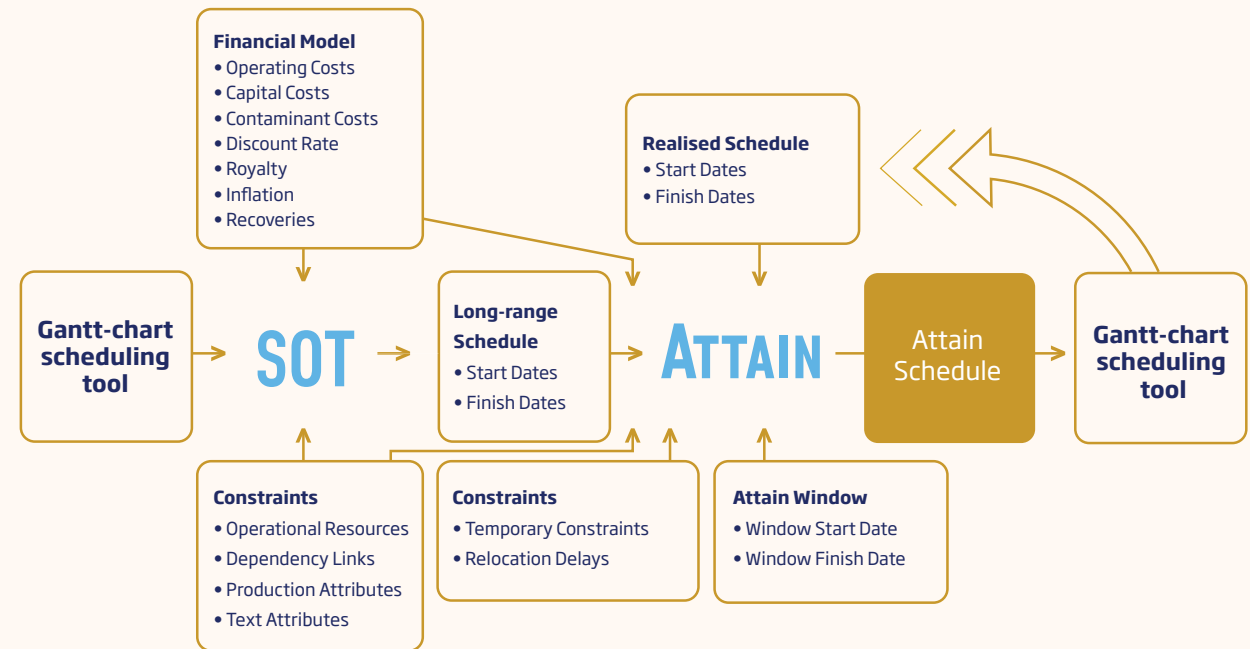 Financial Model
• Operating Costs
• Capital Costs
• Contaminant Costs
• Discount Rate
• Royalty
• Inflation
• Recoveries
Realised Schedule
• Start Dates
• Finish Dates
Gantt-chart
scheduling
tool
SOT
Long-range
Schedule
• Start Dates
• Finish Dates
ATTAIN
Attain
Schedule
Gantt-chart
scheduling
tool
Constraints
• Operational Resources
• Dependency Links
• Production Attributes
• Text Attributes
Constraints
• Temporary Constraints
• Relocation Delays
Attain Window
• Window Start Date
• Window Finish Date